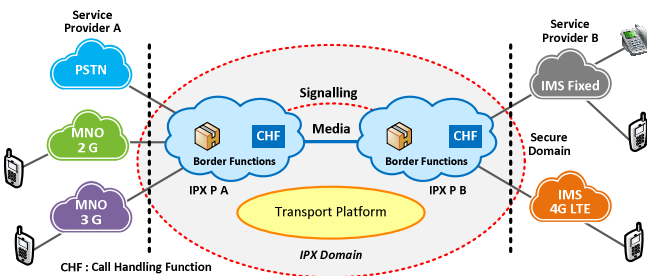 Service
Provider A
PSTN
MNO
2 G
MNO
3 G
Signalling
CHF
Media
CHF
Border Functions
Border Functions
IPX P A
IPX P B
Transport Platform
IPX Domain
Service
Provider B
IMS Fixed
Secure
Domain
IMS
4G LTE
CHF : Call Handling Function